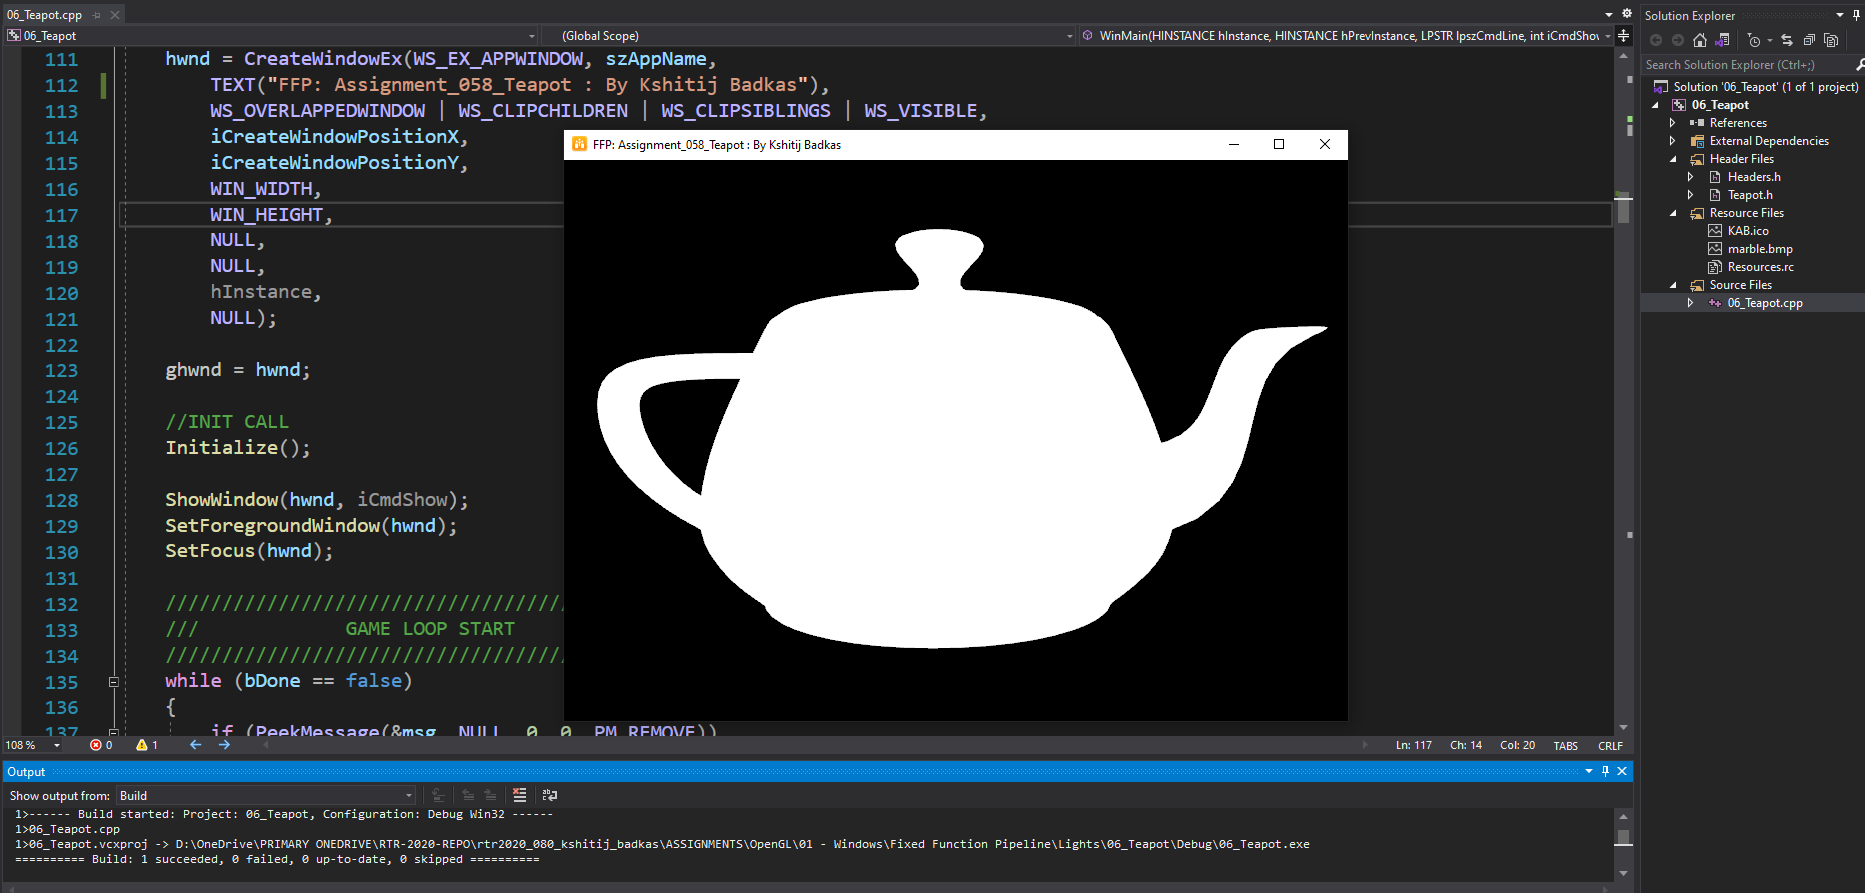 06_Teapot.cpp
06_Teapot
(Global Scope)
WinMain(HINSTANCE hInstance, HINSTANCE hPrevInstance, LPSTR lpszCmdLine, int iCmdShow
111 hwnd = CreateWindowEx(WS_EX_APPWINDOW, szAppName,
112 TEXT("FFP: Assignment_058_Teapot : By Kshitij Badkas"),
113 WS_OVERLAPPEDWINDOW | WS_CLIPCHILDREN | WS_CLIPSIBLINGS | WS_VISIBLE,
114 iCreateWindowPositionX,
115 iCreateWindowPositionY,
116 WIN_WIDTH,
117 WIN_HEIGHT,
118 NULL,
119 NULL,
120 hInstance,
121 NULL);
122
123 ghwnd = hwnd;
124
125 //INIT CALL
126 Initialize();
127
128 ShowWindow(hwnd, iCmdShow);
129 SetForegroundWindow(hwnd);
130 SetFocus(hwnd);
131
132 ////////////////////////////////////
133 /// GAME LOOP START
134 ////////////////////////////////////
135 while (bDone == false)
136 {
137 if (PeekMessage(&msg, NULL, 0, 0, PM_REMOVE))
FFP: Assignment_058_Teapot : By Kshitij Badkas
108 %
0
1
Ln: 117 Ch: 14 Col: 20 TABS CRLF
Output
Show output from: Build
1>------ Build started: Project: 06_Teapot, Configuration: Debug Win32 ------
1>06_Teapot.cpp
1>06_Teapot.vcxproj -> D:\OneDrive\PRIMARY ONEDRIVE\RTR-2020-REPO\rtr2020_080_kshitij_badkas\ASSIGNMENTS\OpenGL\01 - Windows\Fixed Function Pipeline\Lights\06_Teapot\Debug\06_Teapot.exe
========== Build: 1 succeeded, 0 failed, 0 up-to-date, 0 skipped ==========
Solution Explorer
Search Solution Explorer (Ctrl+;)
Solution '06_Teapot' (1 of 1 project)
06_Teapot
References
External Dependencies
Header Files
Headers.h
Teapot.h
Resource Files
KAB.ico
marble.bmp
Resources.rc
Source Files
06_Teapot.cpp